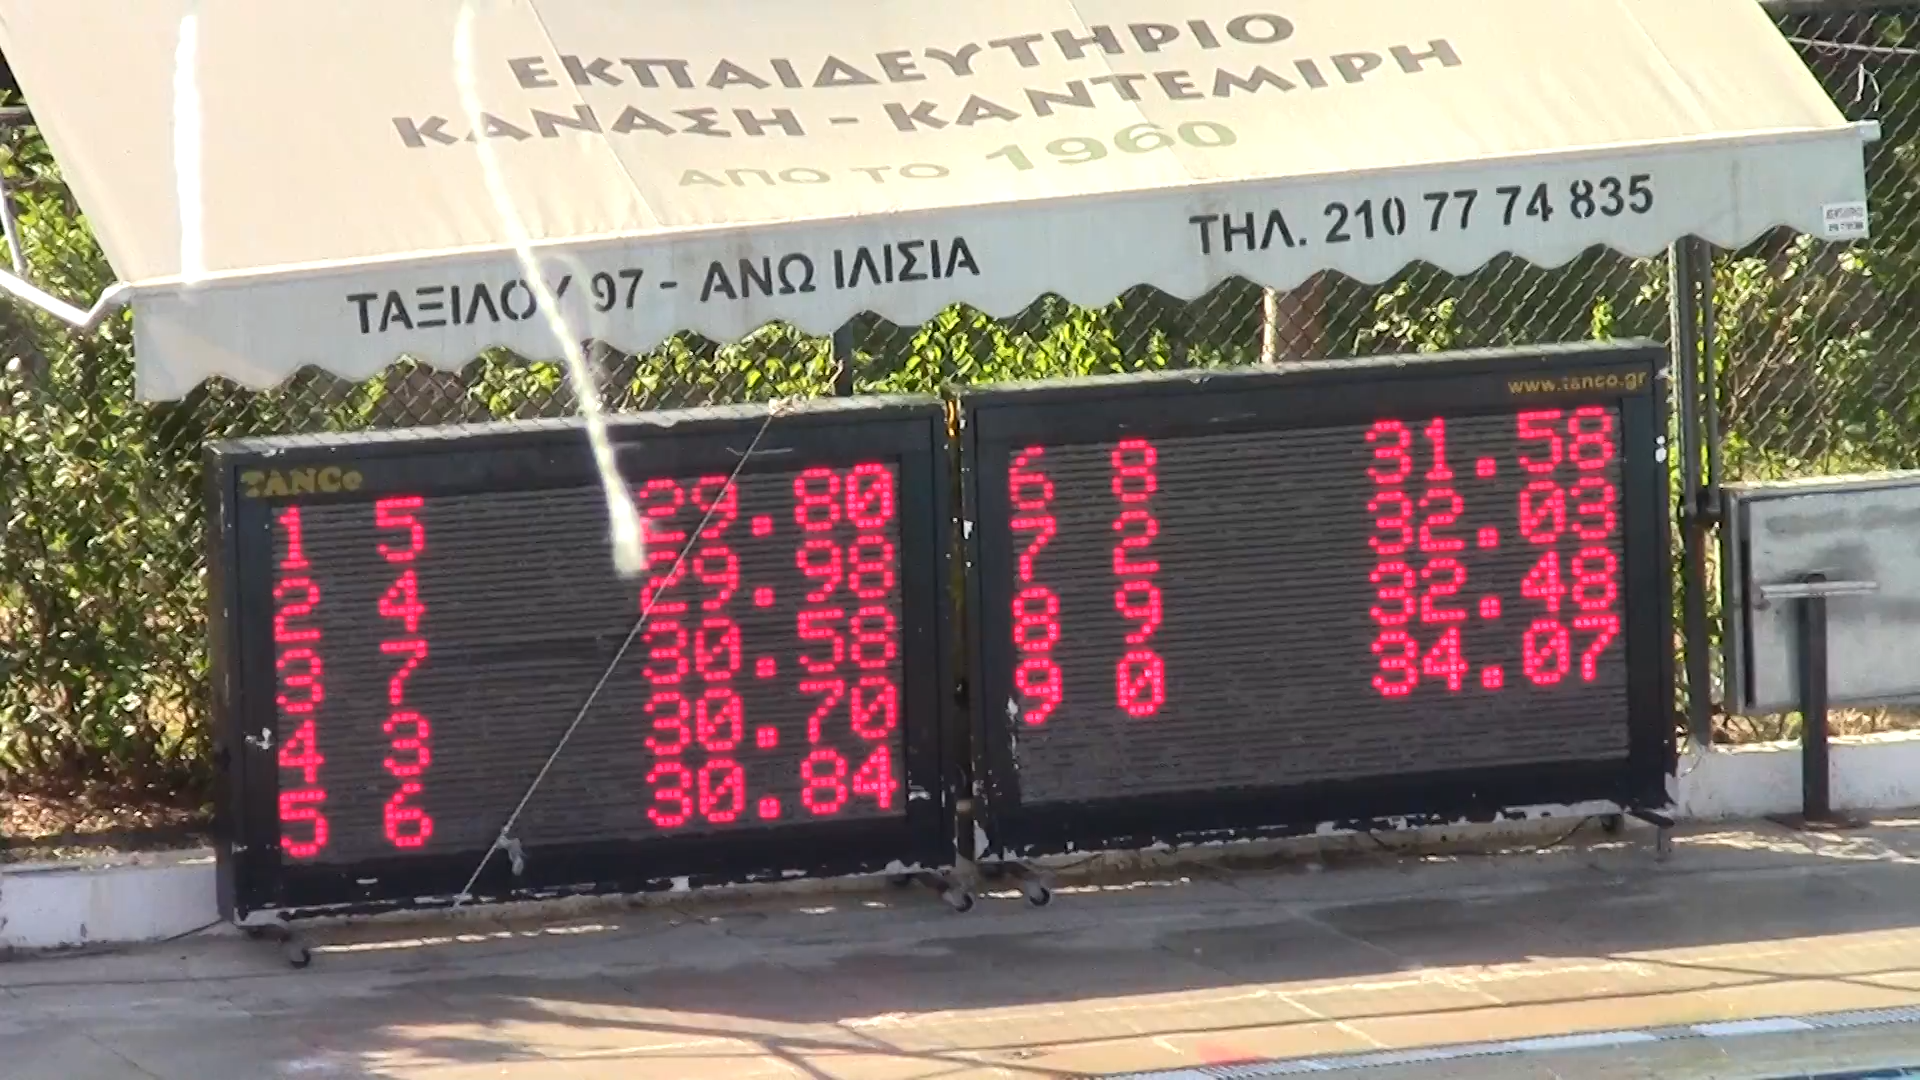 ΕΚΠΑΙΔΕΥΤΗΡΙΟ
ΚΑΝΑΣΗ - ΚΑΝΤΕΜΙΡΗ
ΑΠΟ ΤΟ 1960
ΤΑΞΙΛΟΥ 97 - ΑΝΩ ΙΛΙΣΙΑ
ΤΗΛ. 210 77 74 835
TANCo
1 5 29.80
2 4 29.98
3 7 30.58
4 3 30.70
5 6 30.84
www.tanco.gr
6 8 31.58
7 2 32.03
8 9 32.48
9 0 34.07